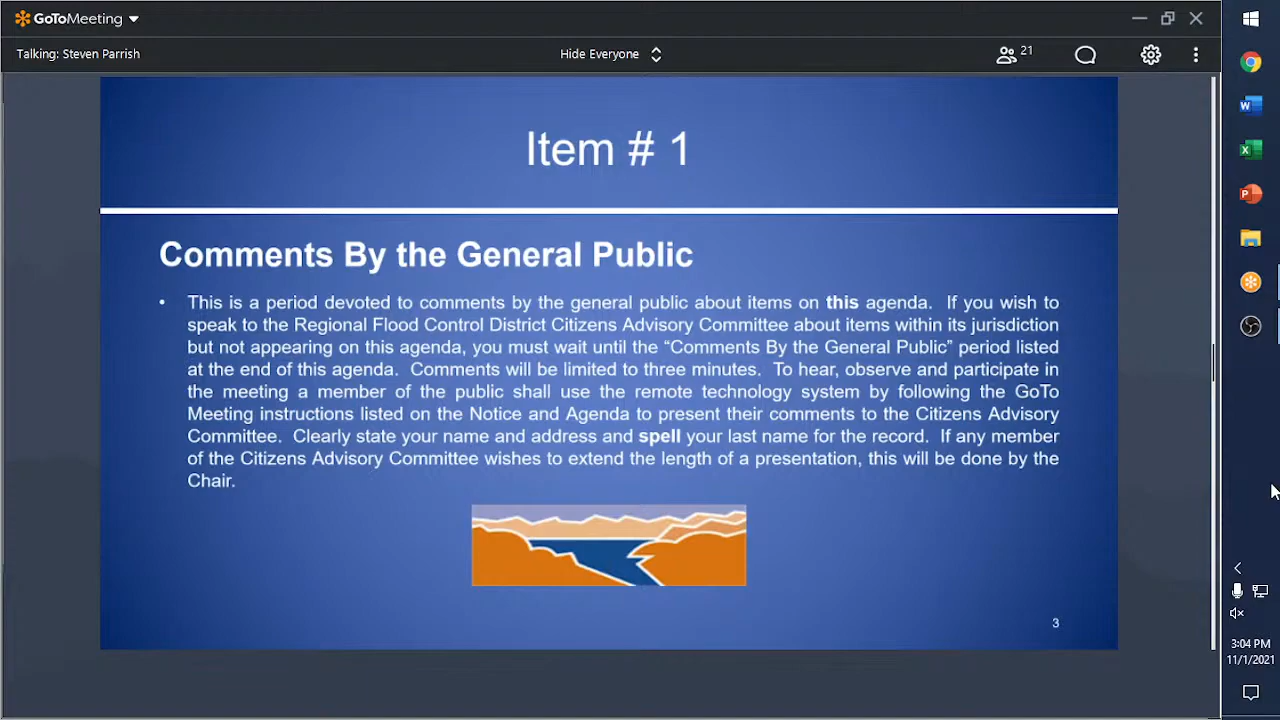 GoToMeeting
Talking: Steven Parrish
Hide Everyone
21
Item # 1
Comments By the General Public
• This is a period devoted to comments by the general public about items on this agenda. If you wish to
speak to the Regional Flood Control District Citizens Advisory Committee about items within its jurisdiction
but not appearing on this agenda, you must wait until the “Comments By the General Public” period listed
at the end of this agenda. Comments will be limited to three minutes. To hear, observe and participate in
the meeting a member of the public shall use the remote technology system by following the GoTo
Meeting instructions listed on the Notice and Agenda to present their comments to the Citizens Advisory
Committee. Clearly state your name and address and spell your last name for the record. If any member
of the Citizens Advisory Committee wishes to extend the length of a presentation, this will be done by the
Chair.
3
3:04 PM
11/1/2021